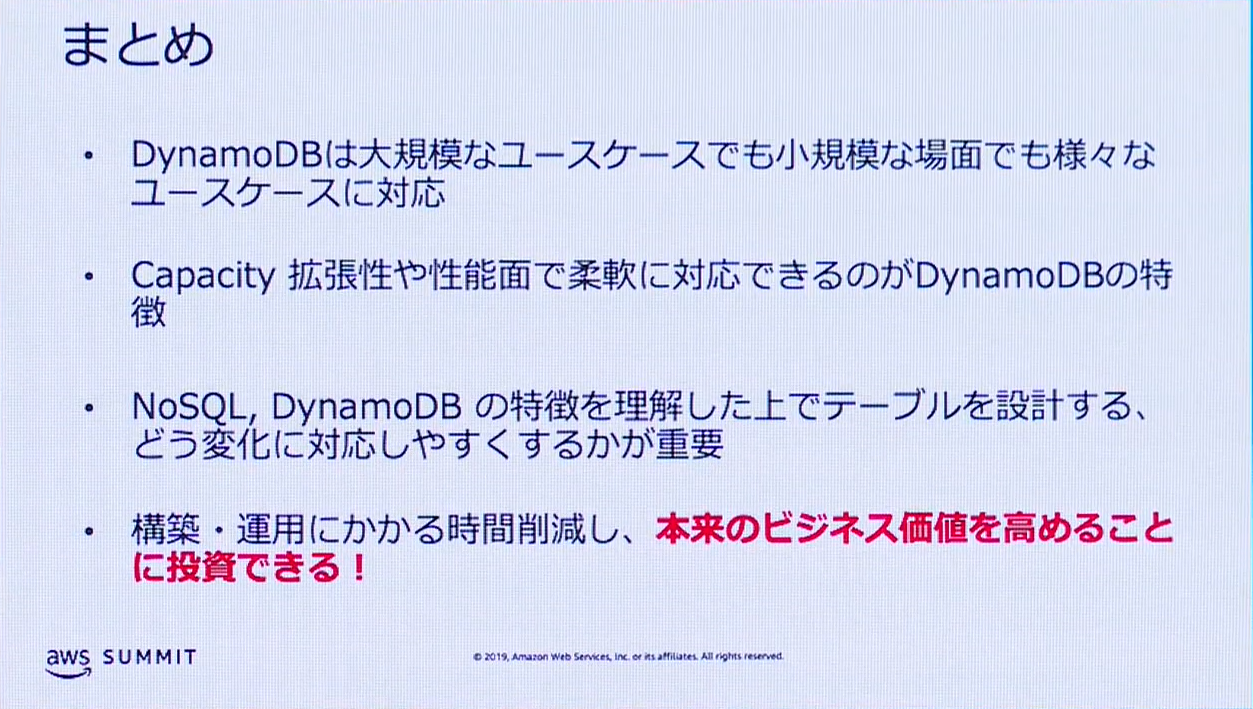 まとめ
• DynamoDBは大規模なユースケースでも小規模な場面でも様々な
ユースケースに対応
• Capacity 拡張性や性能面で柔軟に対応できるのがDynamoDBの特
徴
• NoSQL, DynamoDB の特徴を理解した上でテーブルを設計する、
どう変化に対応しやすくするかが重要
• 構築・運用にかかる時間削減し、本来のビジネス価値を高めること
に投資できる！
aws SUMMIT
© 2019, Amazon Web Services, Inc. or its affiliates. All rights reserved.